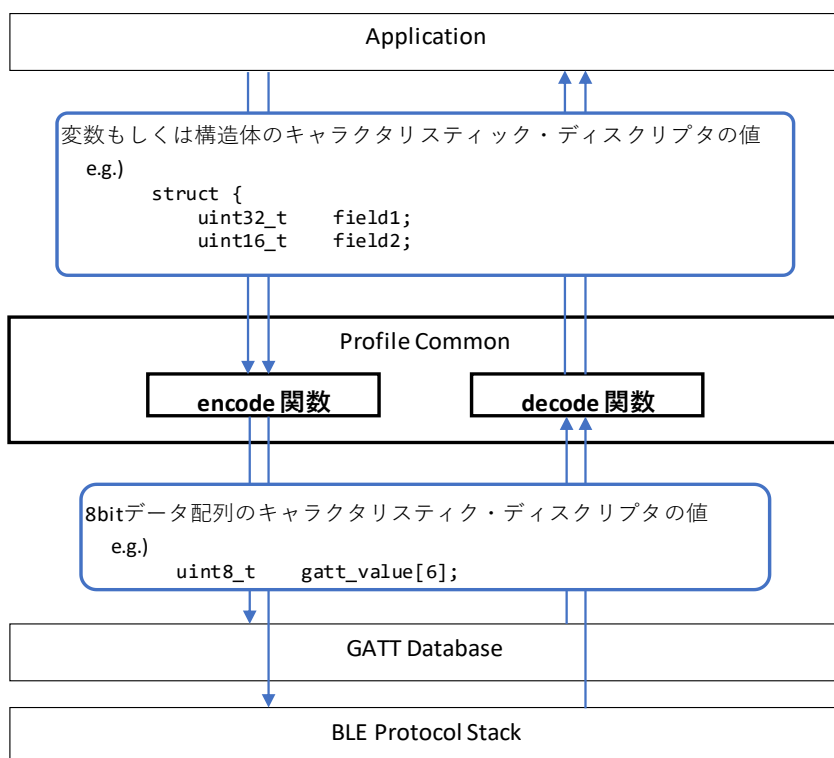 Application
変数もしくは構造体のキャラクタリスティック・ディスクリプタの値
e.g.)
struct {
uint32_t field1;
uint16_t field2;
Profile Common
encode 関数
decode 関数
8bitデータ配列のキャラクタリスティク・ディスクリプタの値
e.g.)
uint8_t gatt_value[6];
GATT Database
BLE Protocol Stack